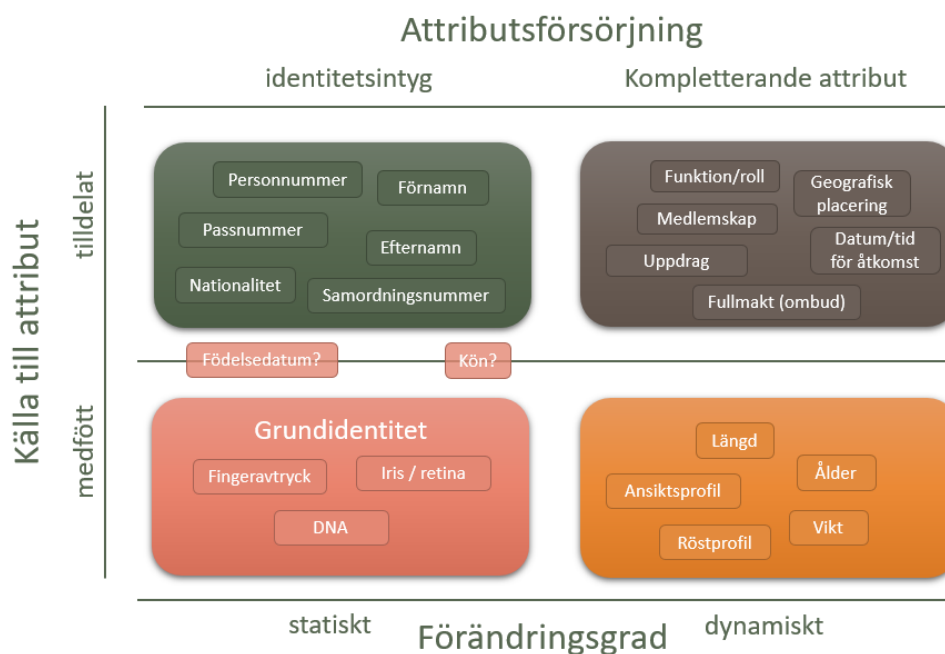 Attributsförsörjning
identitetsintyg
Kompletterande attribut
Källa till attribut
tilldelat
medfött
Personnummer
Förnamn
Passnummer
Efternamn
Nationalitet
Samordningsnummer
Funktion/roll
Geografisk
placering
Medlemskap
Datum/tid
för åtkomst
Uppdrag
Fullmakt (ombud)
Födelsedatum?
Kön?
Grundidentitet
Fingeravtryck
Iris / retina
DNA
Längd
Ålder
Ansiktsprofil
Vikt
Röstprofil
statiskt
Förändringsgrad
dynamiskt